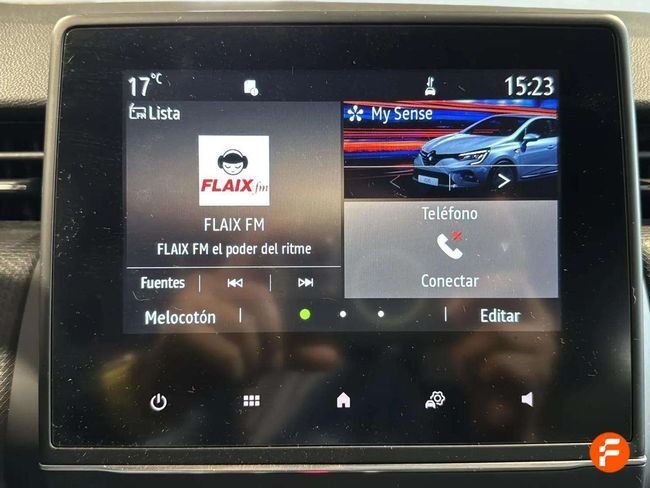 17°C
15:23
Lista
FLAIX fm
FLAIX FM
FLAIX FM el poder del ritme
Fuentes
My Sense
Teléfono
Conectar
Melocotón
Editar